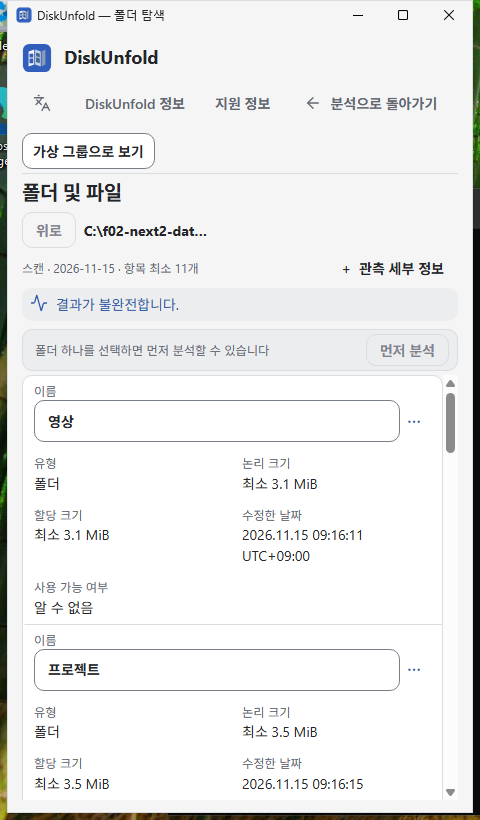 DiskUnfold — 폴더 탐색
DiskUnfold
DiskUnfold 정보
지원 정보
← 분석으로 돌아가기
가상 그룹으로 보기
폴더 및 파일
위로
C:\f02-next2-dat...
스캔 · 2026-11-15 · 항목 최소 11개
+ 관측 세부 정보
결과가 불완전합니다.
폴더 하나를 선택하면 먼저 분석할 수 있습니다
먼저 분석
이름
영상
...
유형
논리 크기
폴더
최소 3.1 MiB
할당 크기
수정한 날짜
최소 3.1 MiB
2026.11.15 09:16:11
UTC+09:00
사용 가능 여부
알 수 없음
이름
프로젝트
...
유형
논리 크기
폴더
최소 3.5 MiB
할당 크기
수정한 날짜
최소 3.5 MiB
2026.11.15 09:16:15